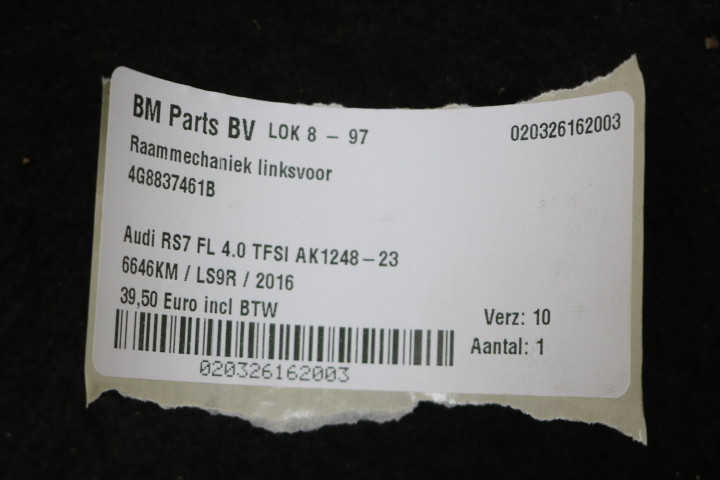 BM Parts BV LOK 8 – 97 020326162003
Raammechaniek linksvoor
4G8837461B
Audi RS7 FL 4.0 TFSI AK1248–23
6646KM / LS9R / 2016
39,50 Euro incl BTW
Verz: 10
Aantal: 1
020326162003